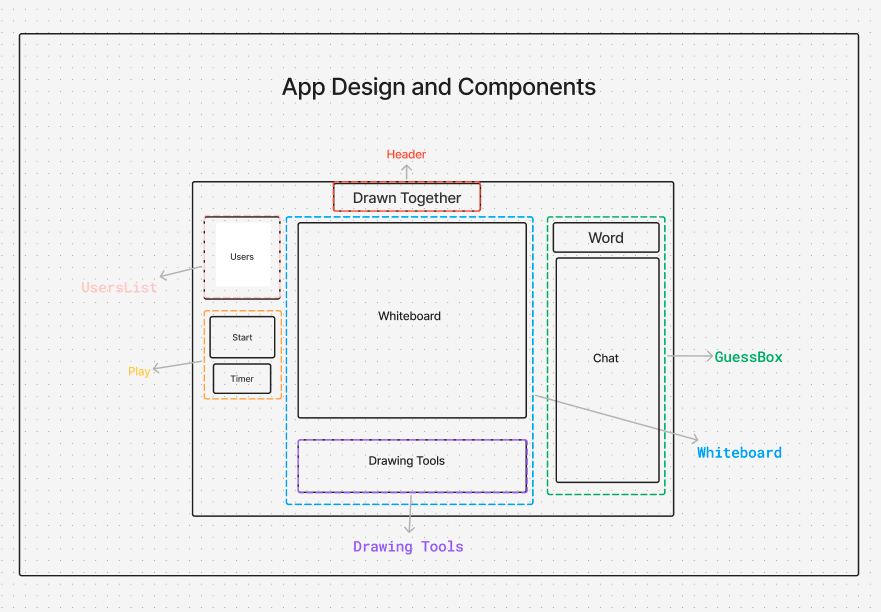 App Design and Components
Header
Drawn Together
Users
Word
UsersList
Whiteboard
Start
Chat
GuessBox
Play
Timer
Whiteboard
Drawing Tools
Drawing Tools